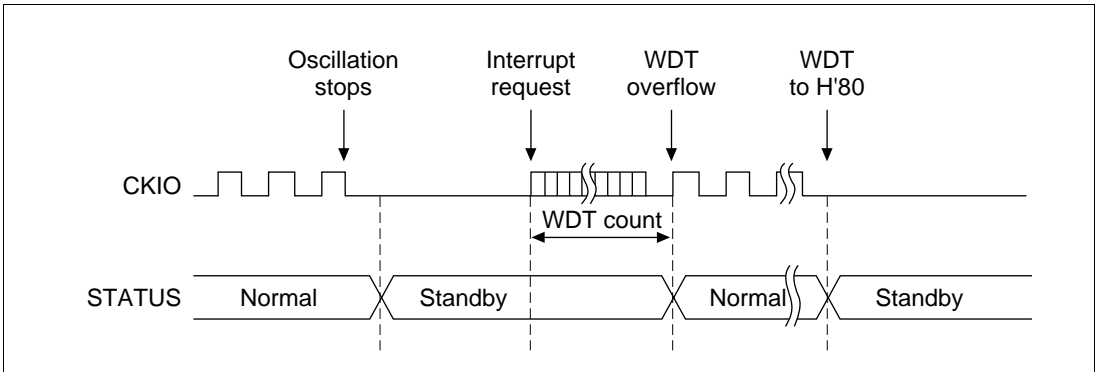 Oscillation
stops
Interrupt
request
WDT
overflow
WDT
to H'80
CKIO
WDT count
STATUS
Normal
Standby
Normal
Standby